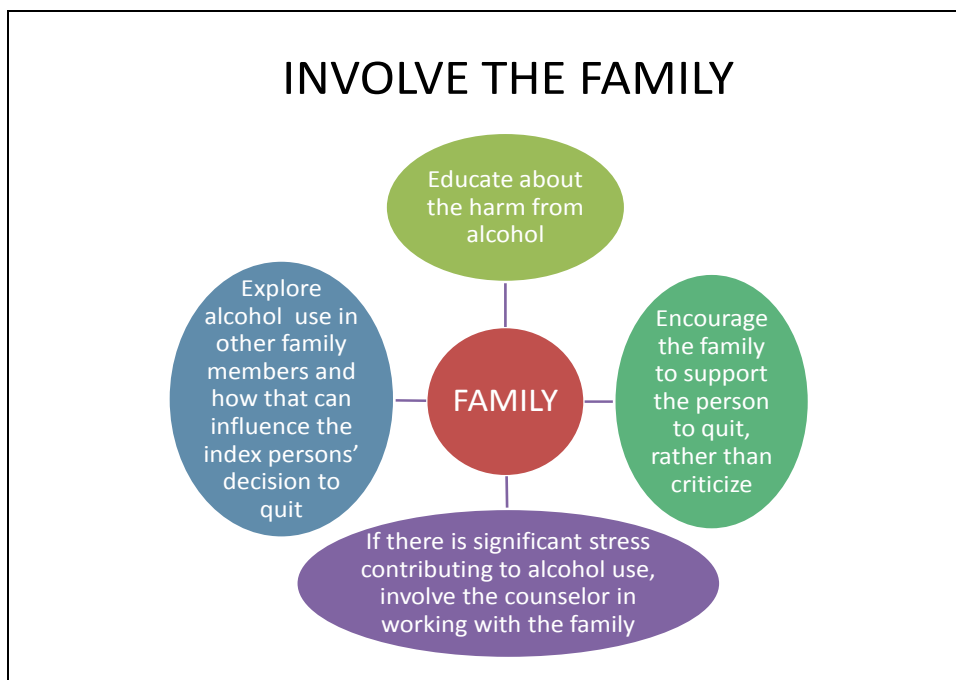 INVOLVE THE FAMILY
Educate about
the harm from
alcohol
Explore
alcohol use in
other family
members and
how that can
influence the
index persons’
decision to
quit
FAMILY
Encourage
the family
to support
the person
to quit,
rather than
criticize
If there is significant stress
contributing to alcohol use,
involve the counselor in
working with the family